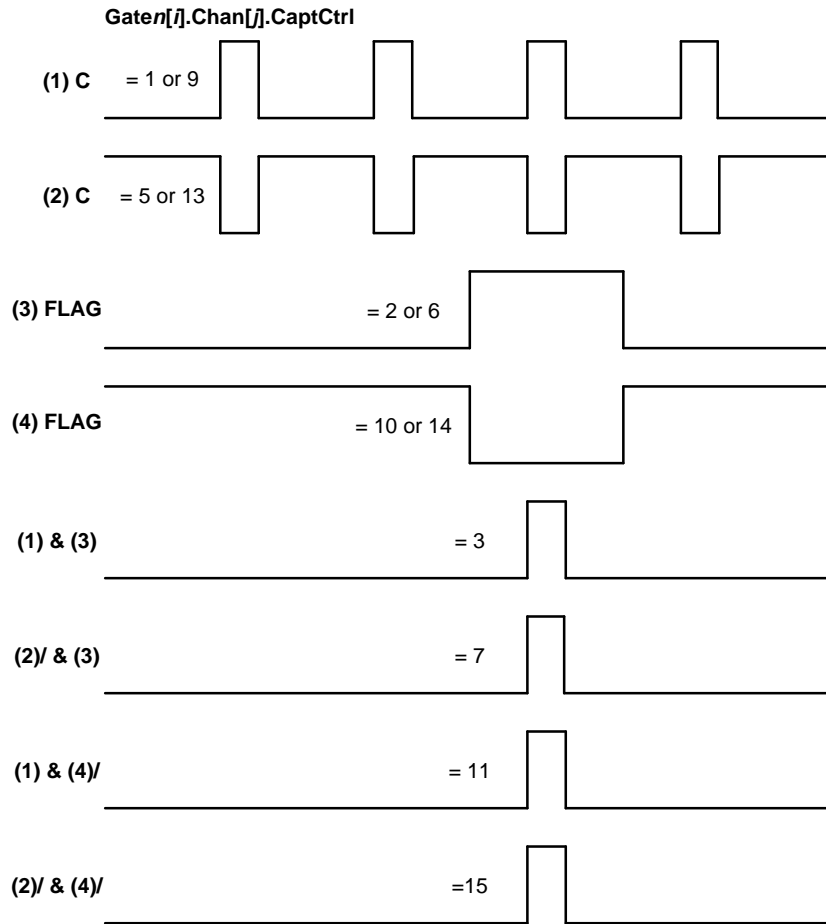 Gaten[i].Chan[j].CaptCtrl
(1) C = 1 or 9
(2) C = 5 or 13
(3) FLAG = 2 or 6
(4) FLAG = 10 or 14
(1) & (3) = 3
(2)/ & (3) = 7
(1) & (4)/ = 11
(2)/ & (4)/ =15